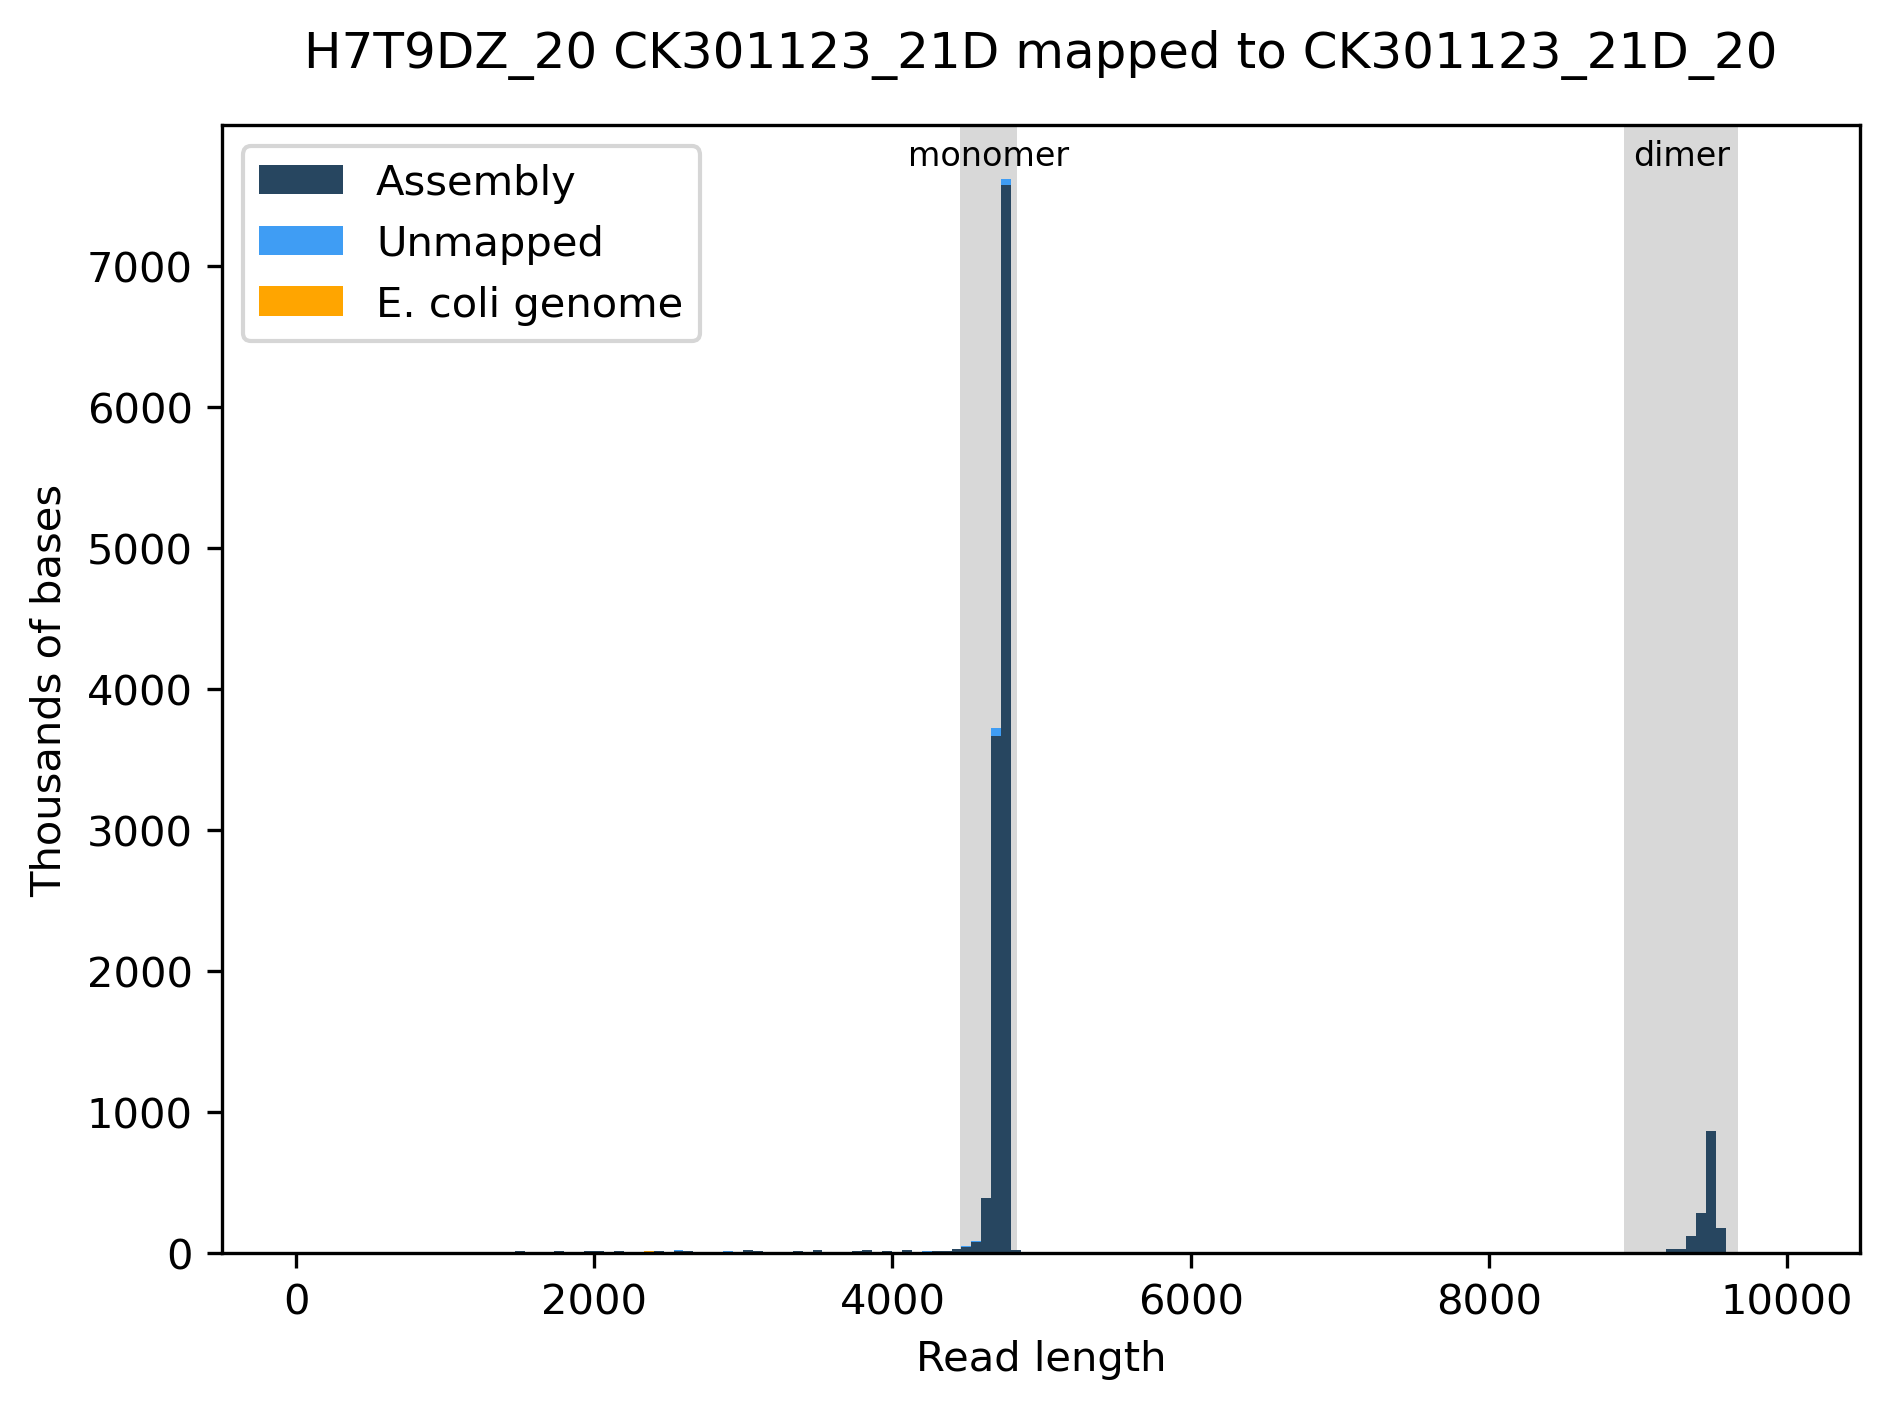 H7T9DZ_20 CK301123_21D mapped to CK301123_21D_20
monomer
dimer
Assembly
Unmapped
E. coli genome
7000
6000
5000
4000
3000
2000
1000
0
Thousands of bases
0 2000 4000 6000 8000 10000
Read length